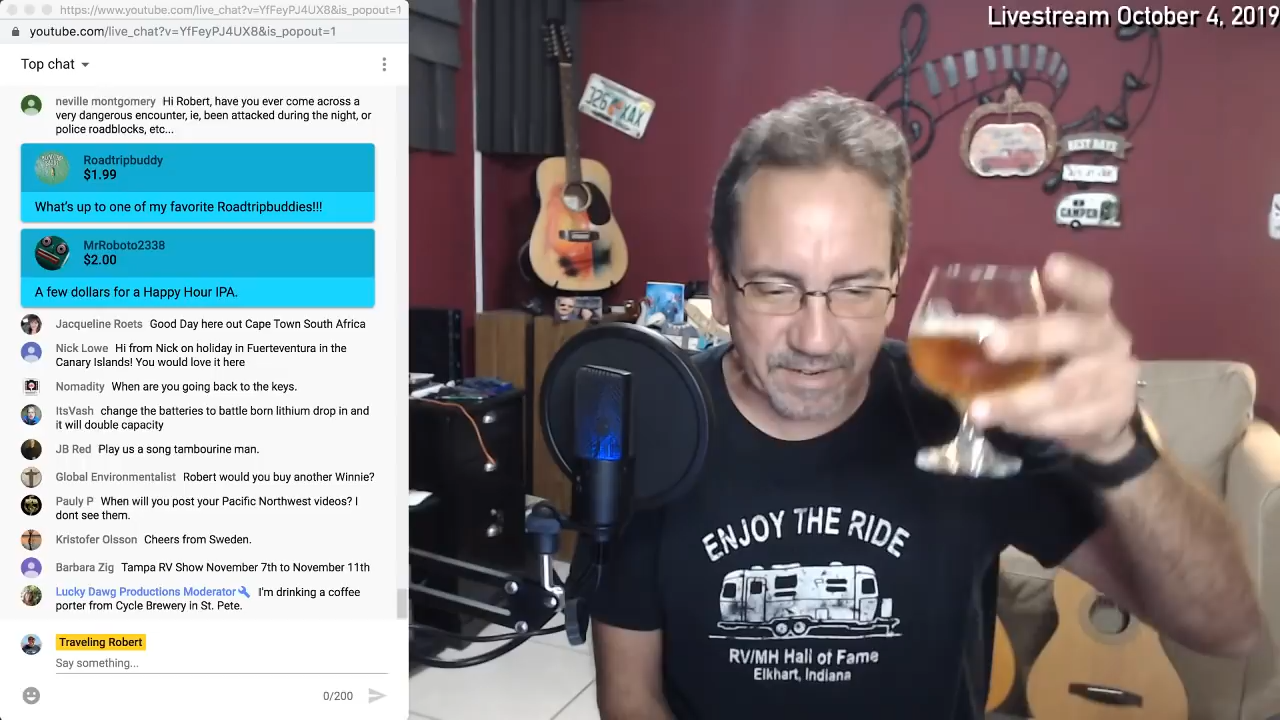 https://www.youtube.com/live_chat?v=YfFeyPJ4UX8&is_popout=1
youtube.com/live_chat?v=YfFeyPJ4UX8&is_popout=1
Top chat
neville montgomery Hi Robert, have you ever come across a
very dangerous encounter, ie, been attacked during the night, or
police roadblocks, etc...
Roadtripbuddy
$1.99
What's up to one of my favorite Roadtripbuddies!!!
MrRoboto2338
$2.00
A few dollars for a Happy Hour IPA.
Jacqueline Roets Good Day here out Cape Town South Africa
Nick Lowe Hi from Nick on holiday in Fuerteventura in the
Canary Islands! You would love it here
Nomadity When are you going back to the keys.
ItsVash change the batteries to battle born lithium drop in and
it will double capacity
JB Red Play us a song tambourine man.
Global Environmentalist Robert would you buy another Winnie?
Pauly P When will you post your Pacific Northwest videos? I
dont see them.
Kristofer Olsson Cheers from Sweden.
Barbara Zig Tampa RV Show November 7th to November 11th
Lucky Dawg Productions Moderator I'm drinking a coffee
porter from Cycle Brewery in St. Pete.
Traveling Robert
Say something...
0/200
Livestream October 4, 2019
326 XAX
BEST DAYS
CAMPER
ENJOY THE RIDE
RV/MH Hall of Fame
Elkhart, Indiana